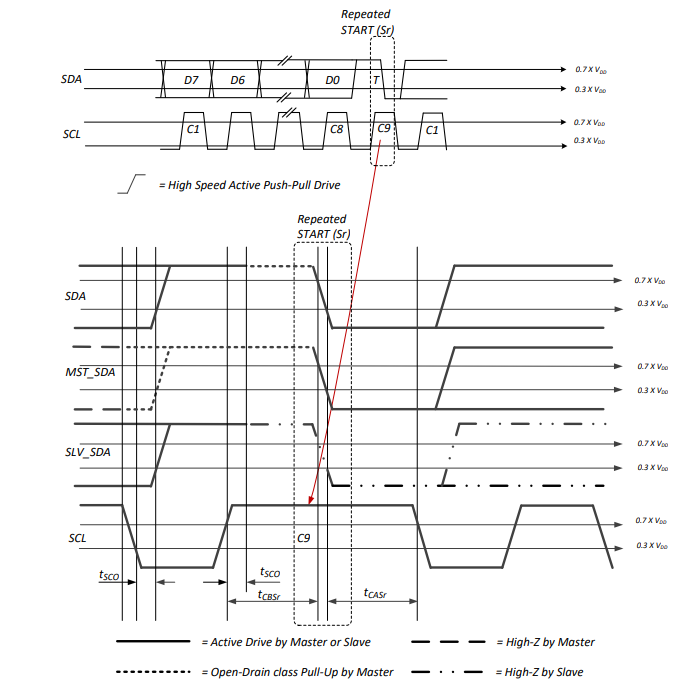 Repeated
START (Sr)
SDA
D7
D6
D0
T
0.7 X VDD
0.3 X VDD
SCL
C1
C8
C9
C1
0.7 X VDD
0.3 X VDD
= High Speed Active Push-Pull Drive
Repeated
START (Sr)
SDA
0.7 X VDD
0.3 X VDD
MST_SDA
0.7 X VDD
0.3 X VDD
SLV_SDA
0.7 X VDD
0.3 X VDD
SCL
C9
0.7 X VDD
0.3 X VDD
tSCO
tSCO
tCBSr
tCASr
= Active Drive by Master or Slave
= High-Z by Master
= Open-Drain class Pull-Up by Master
= High-Z by Slave